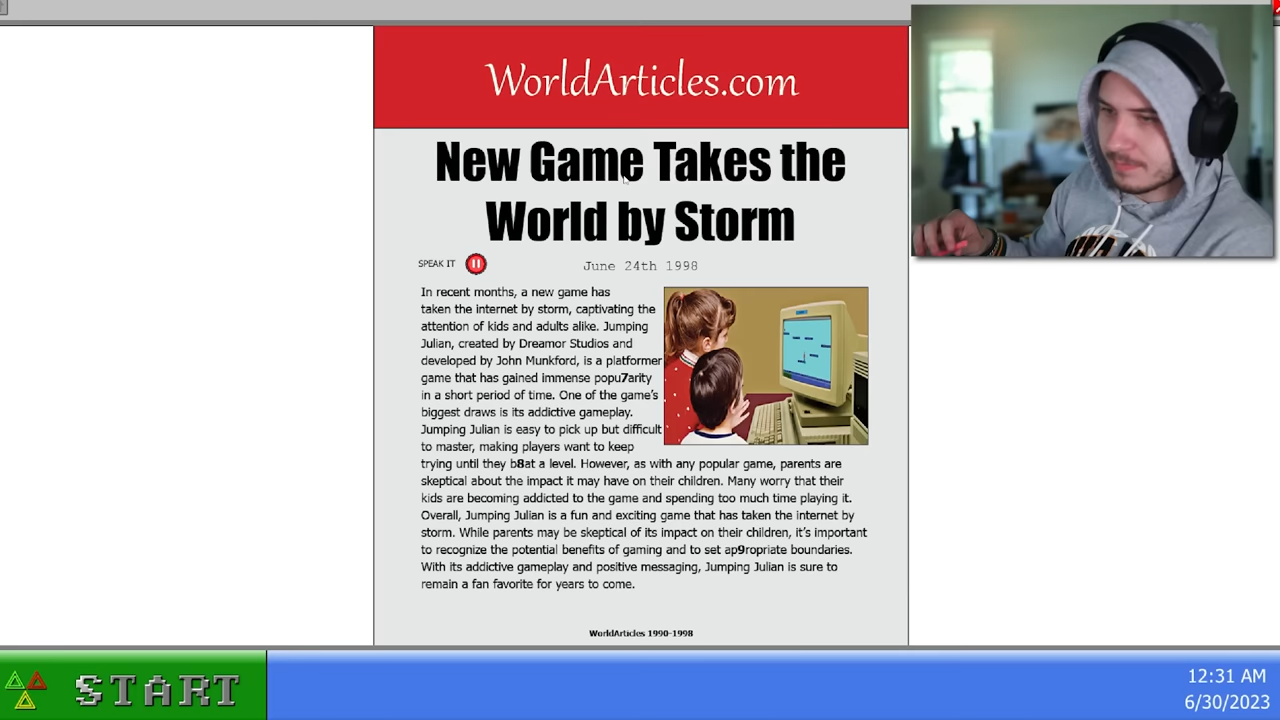 WorldArticles.com
New Game Takes the
World by Storm
SPEAK IT
June 24th 1998
In recent months, a new game has
taken the internet by storm, captivating the
attention of kids and adults alike. Jumping
Julian, created by Dreamor Studios and
developed by John Munkford, is a platformer
game that has gained immense popu7arity
in a short period of time. One of the game's
biggest draws is its addictive gameplay.
Jumping Julian is easy to pick up but difficult
to master, making players want to keep
trying until they b8at a level. However, as with any popular game, parents are
skeptical about the impact it may have on their children. Many worry that their
kids are becoming addicted to the game and spending too much time playing it.
Overall, Jumping Julian is a fun and exciting game that has taken the internet by
storm. While parents may be skeptical of its impact on their children, it's important
to recognize the potential benefits of gaming and to set ap9ropriate boundaries.
With its addictive gameplay and positive messaging, Jumping Julian is sure to
remain a fan favorite for years to come.
WorldArticles 1990-1998
START
12:31 AM
6/30/2023